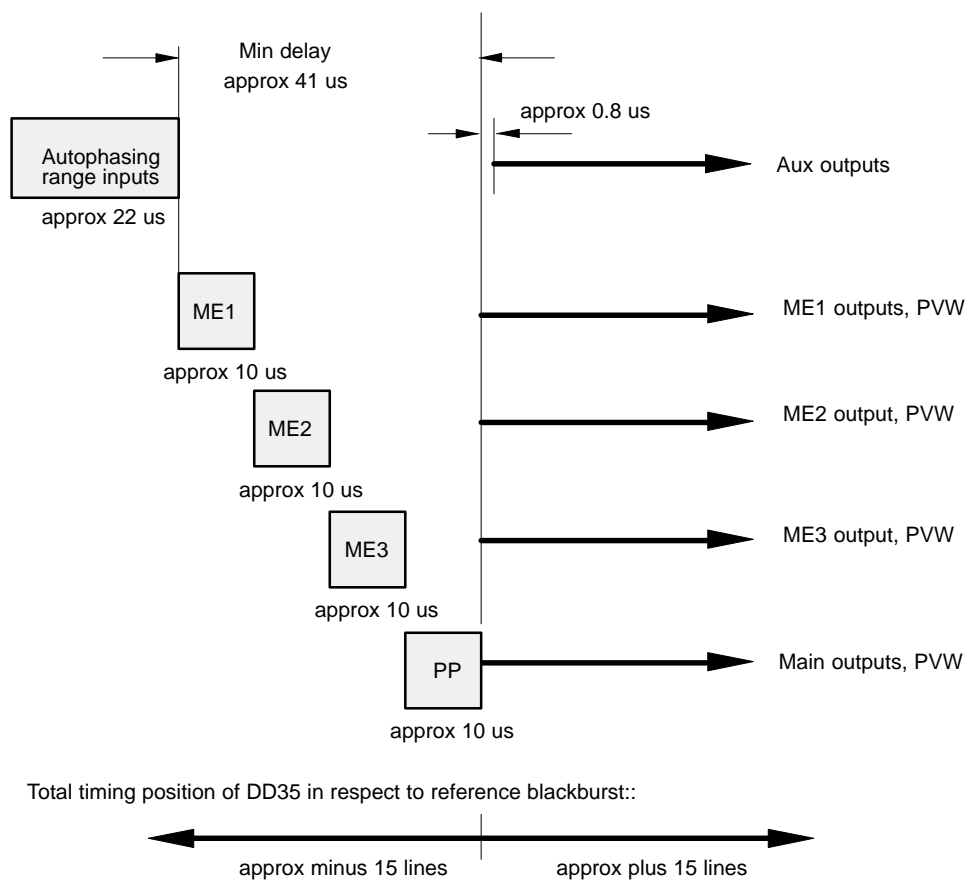 Min delay
approx 41 us
approx 0.8 us
Autophasing
range inputs
Aux outputs
approx 22 us
ME1
ME1 outputs, PVW
approx 10 us
ME2
ME2 output, PVW
approx 10 us
ME3
ME3 output, PVW
approx 10 us
PP
Main outputs, PVW
approx 10 us
Total timing position of DD35 in respect to reference blackburst::
approx minus 15 lines
approx plus 15 lines